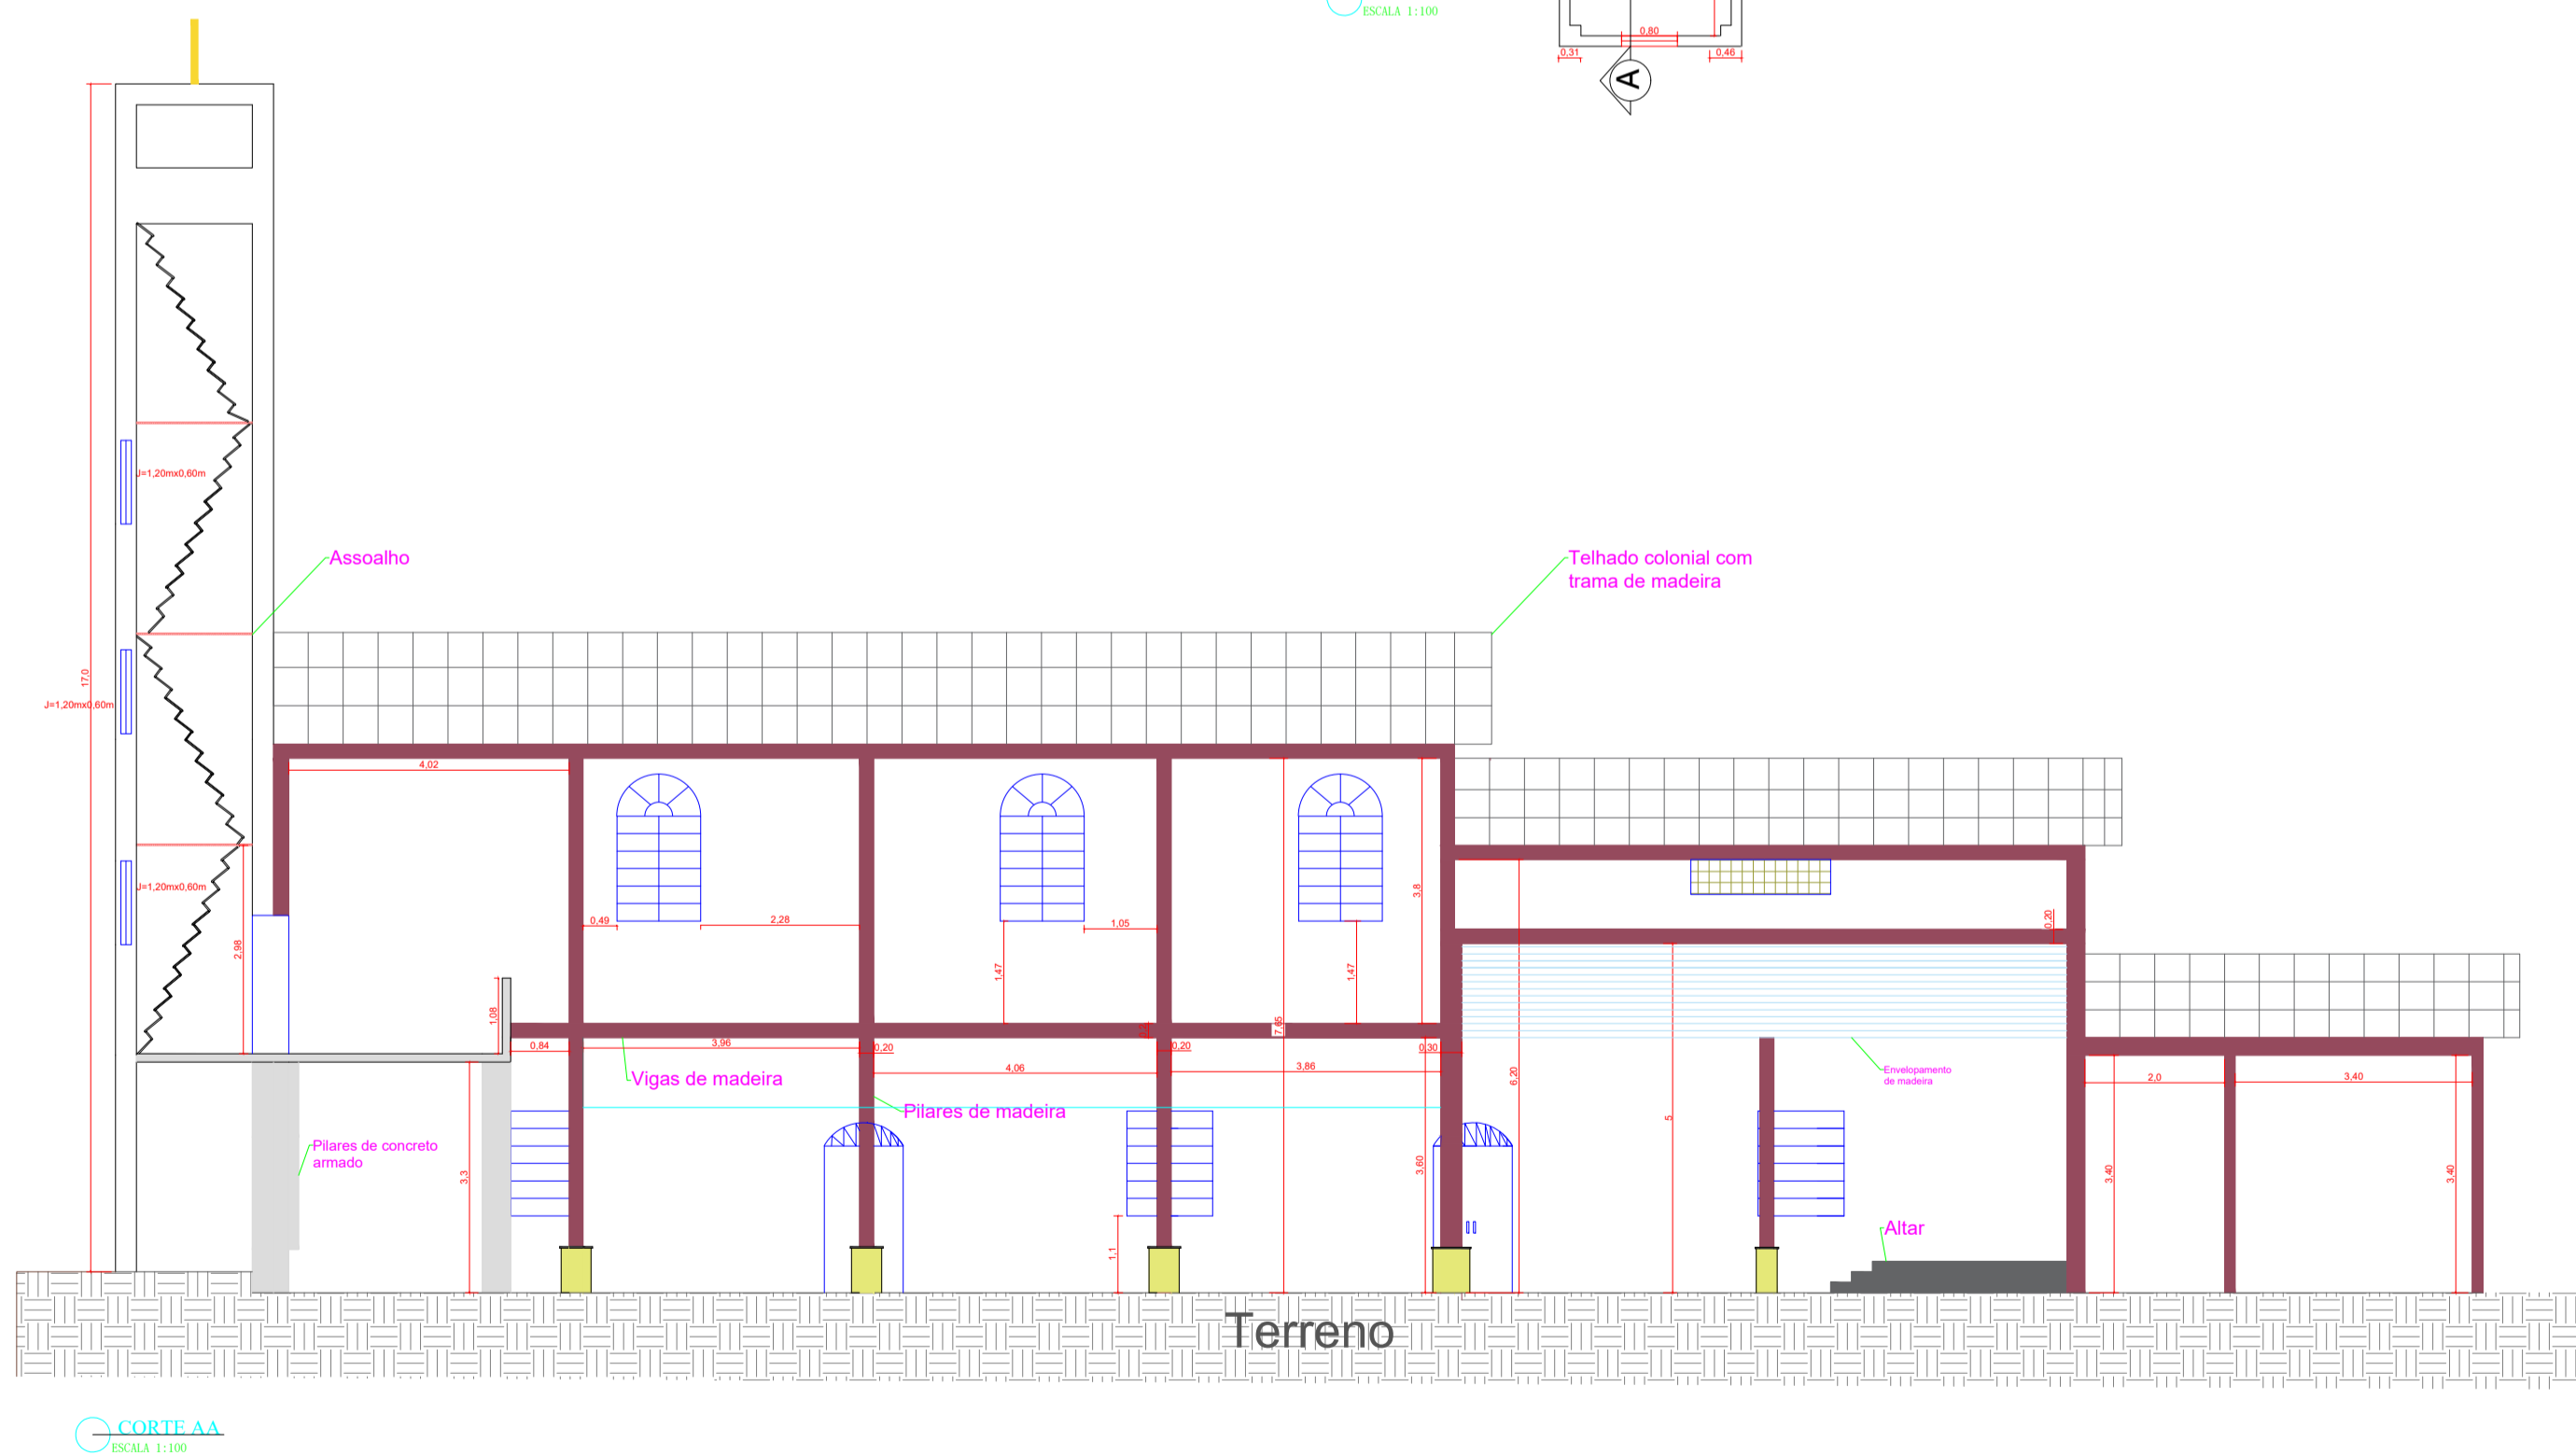 ESCALA 1:100
0,80
0,31
0,46
A
17,0
J=1,20mx0,60m
Assoalho
Telhado colonial com
trama de madeira
J=1,20mx0,60m
4,02
J=1,20mx0,60m
3,8
0,49
2,28
1,05
0,20
2,98
1,47
1,47
1,08
7,65
0,2
0,84
3,96
0,20
0,20
0,30
4,06
3,86
6,20
Vigas de madeira
Envelopamento
de madeira
2,0
3,40
Pilares de madeira
5
Pilares de concreto
armado
3,3
3,60
3,40
3,40
Altar
1,1
Terreno
CORTE AA
ESCALA 1:100